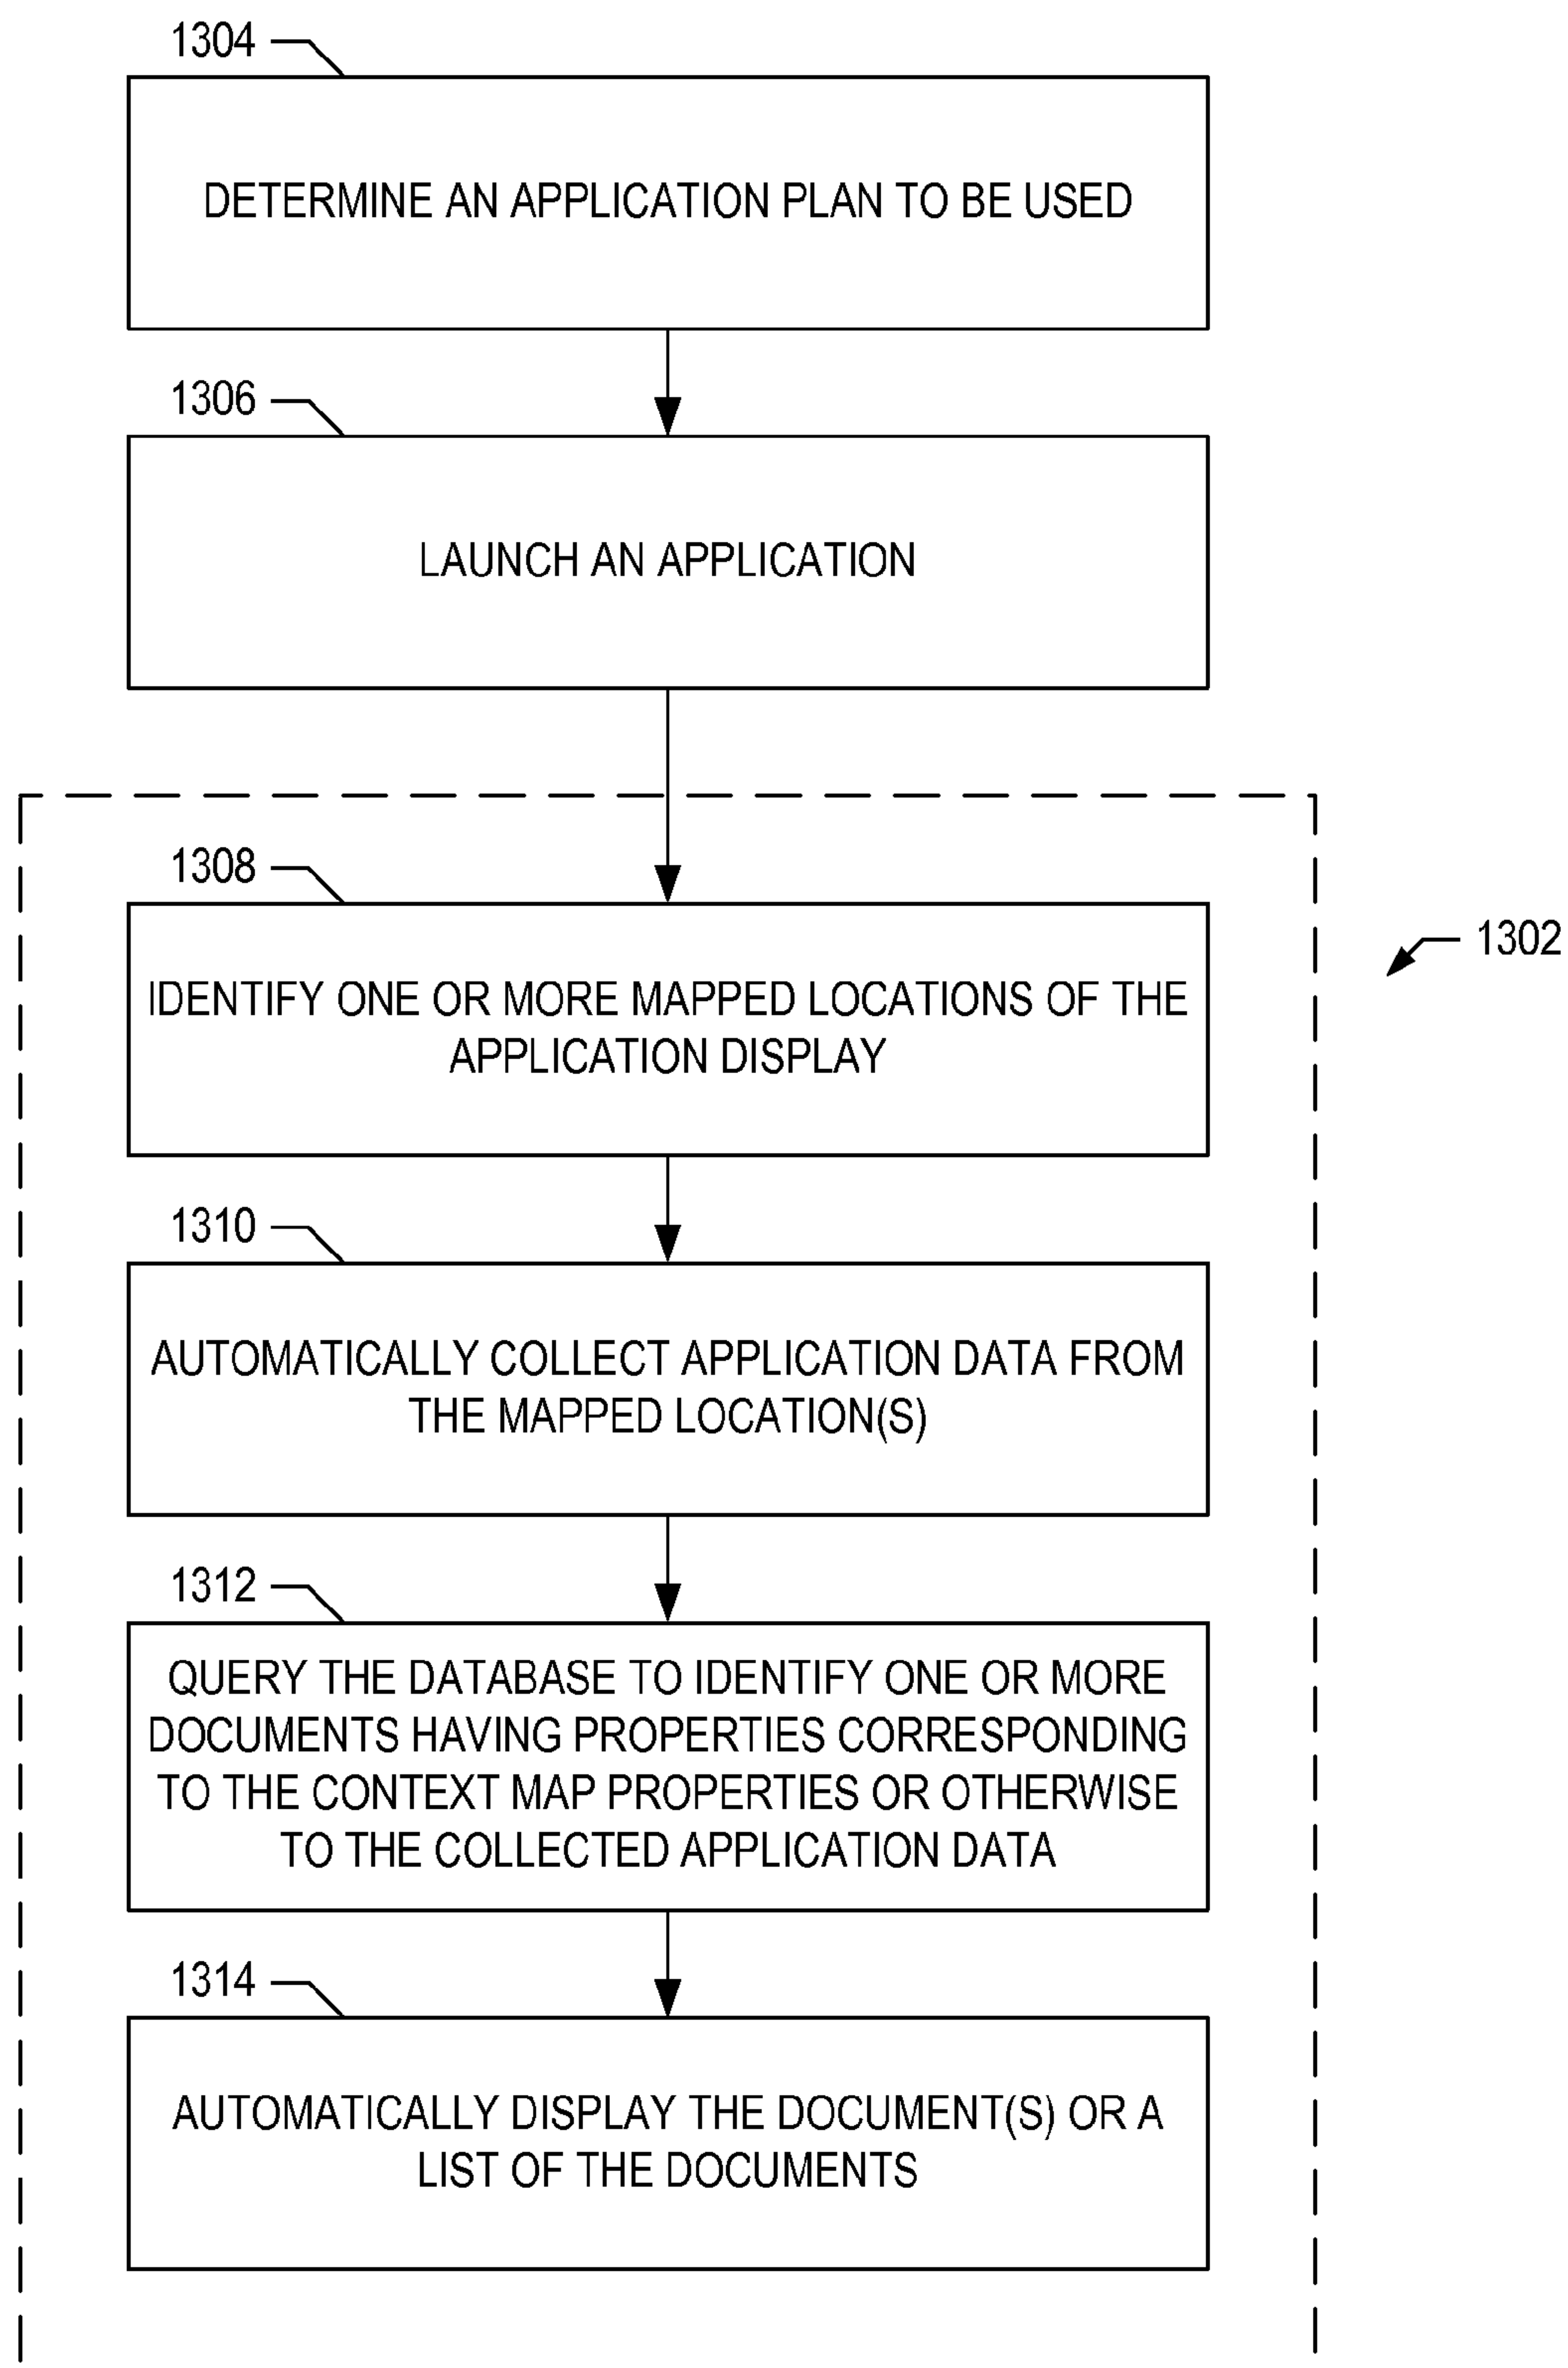 1304
DETERMINE AN APPLICATION PLAN TO BE USED
1306
LAUNCH AN APPLICATION
1308
1302
IDENTIFY ONE OR MORE MAPPED LOCATIONS OF THE
APPLICATION DISPLAY
1310
AUTOMATICALLY COLLECT APPLICATION DATA FROM
THE MAPPED LOCATION(S)
1312
QUERY THE DATABASE TO IDENTIFY ONE OR MORE
DOCUMENTS HAVING PROPERTIES CORRESPONDING
TO THE CONTEXT MAP PROPERTIES OR OTHERWISE
TO THE COLLECTED APPLICATION DATA
1314
AUTOMATICALLY DISPLAY THE DOCUMENT(S) OR A
LIST OF THE DOCUMENTS